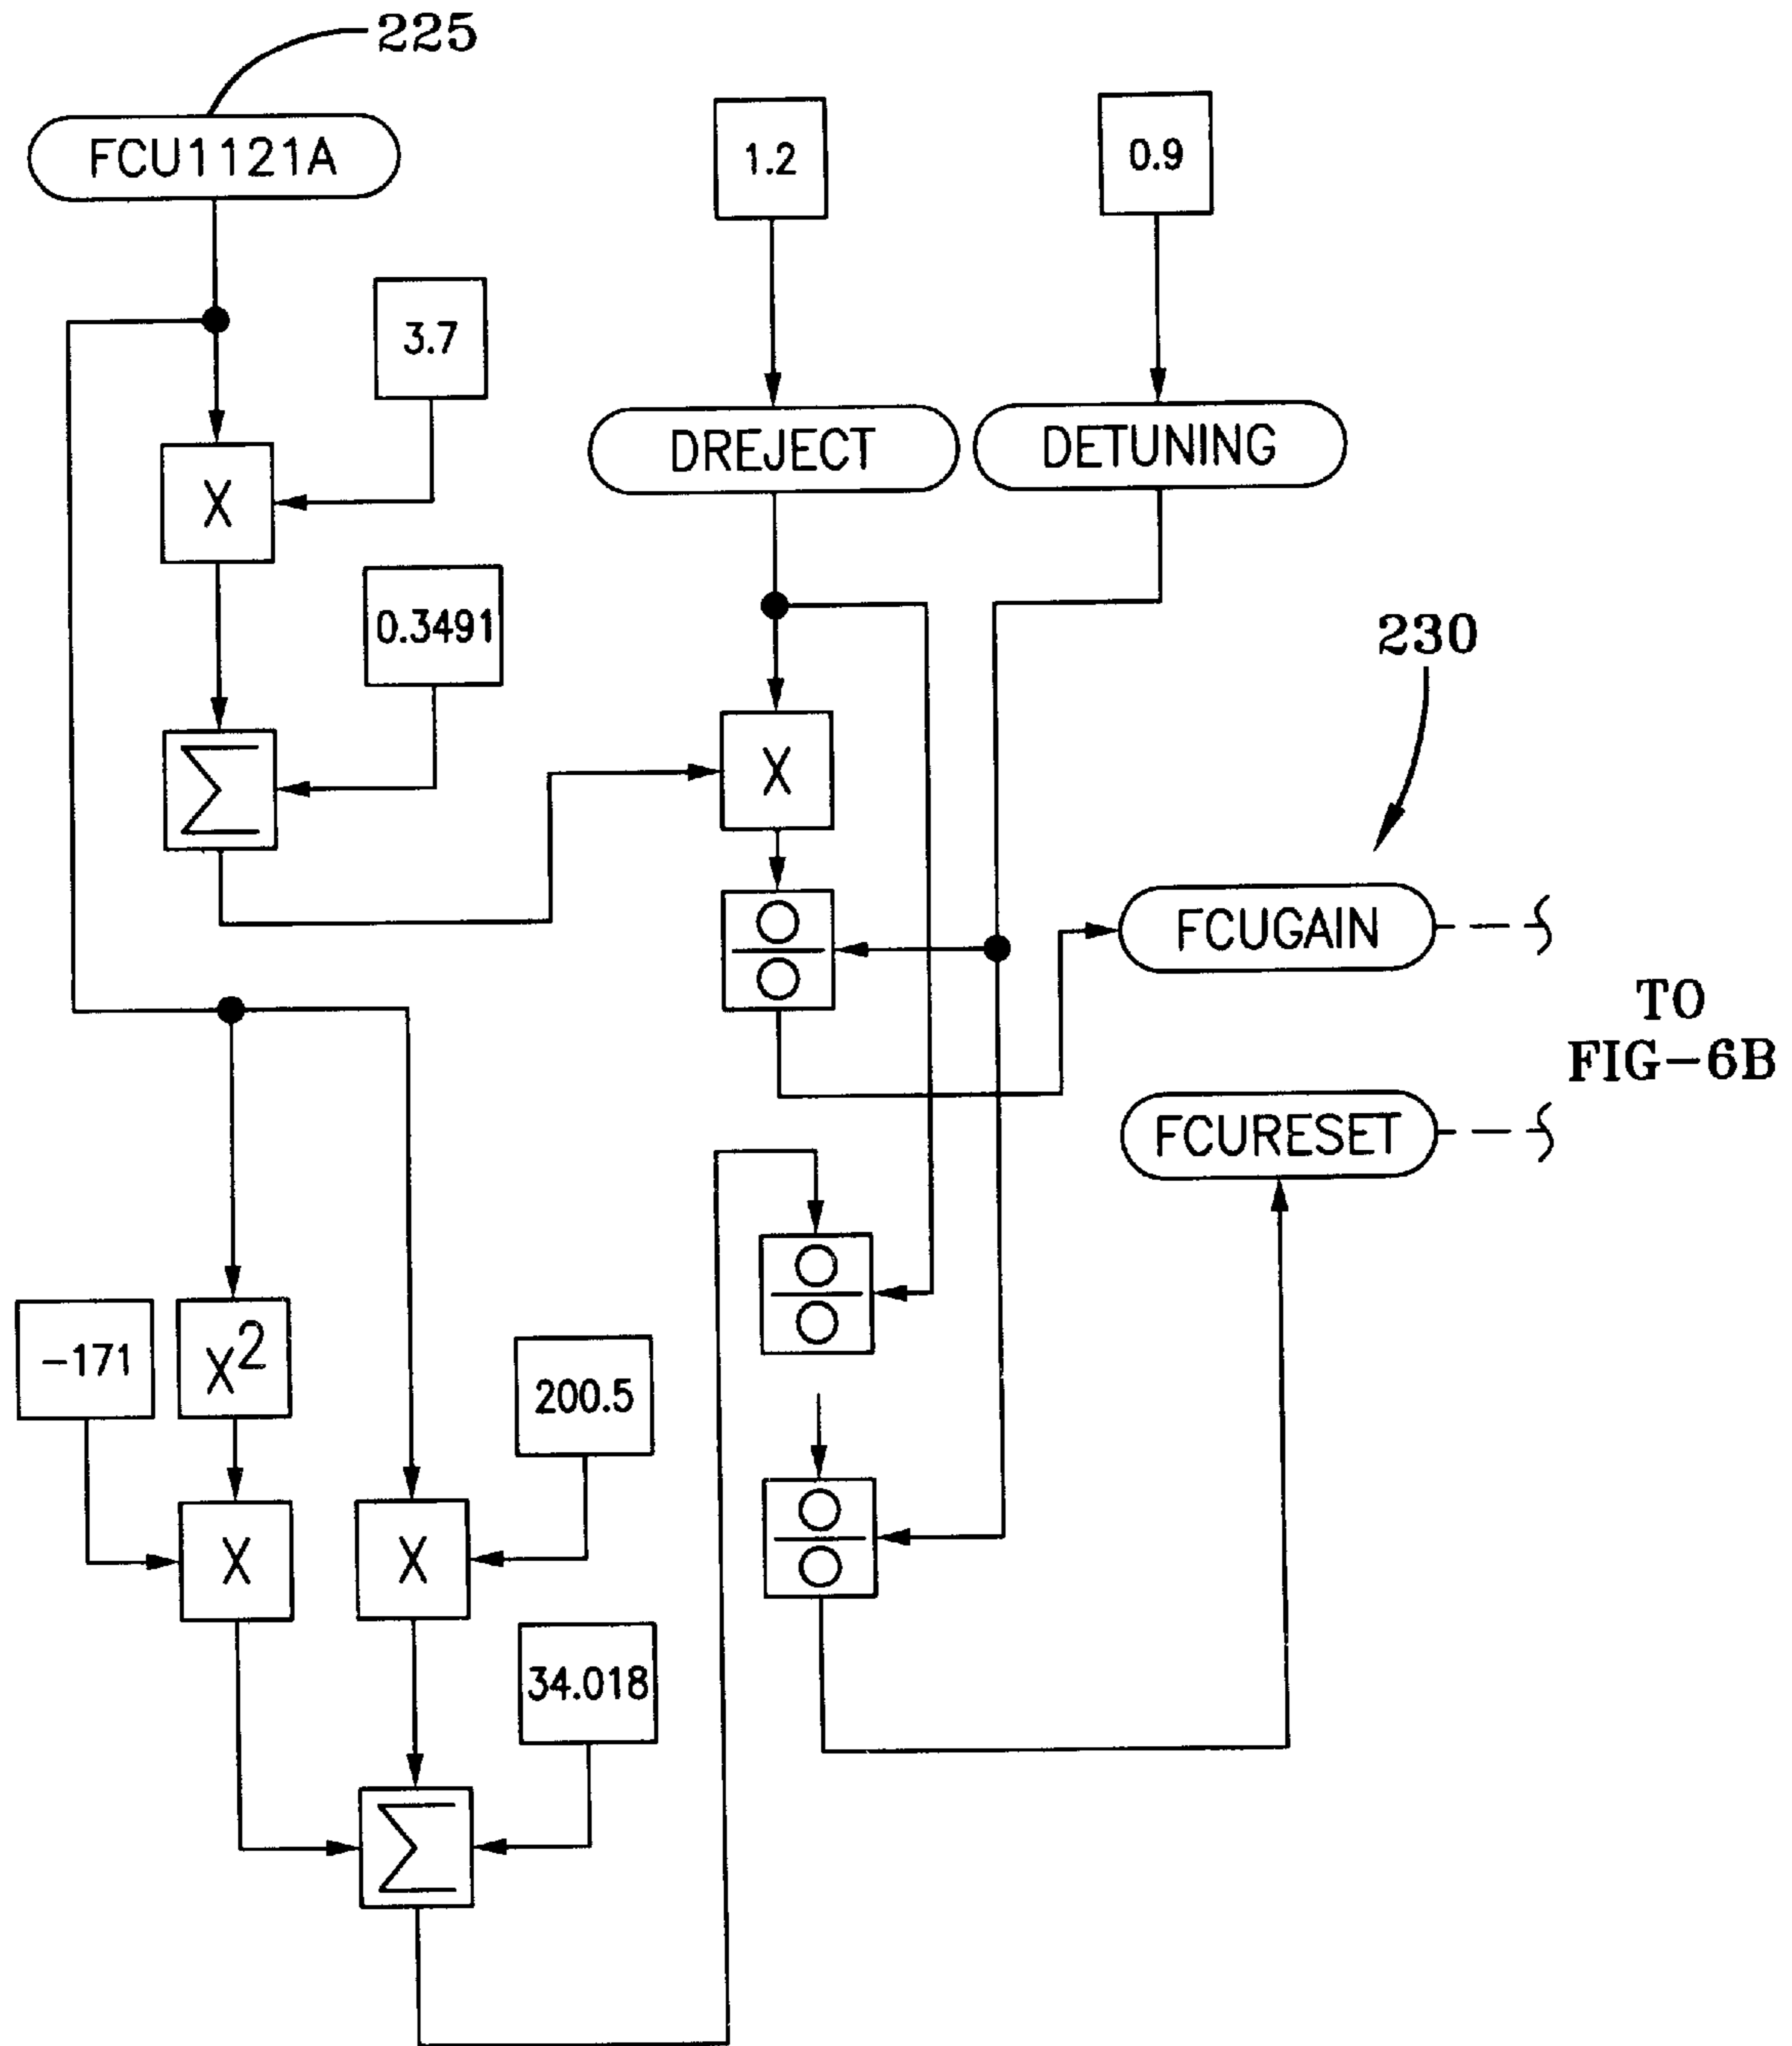 225
FCU1121A
1.2
0.9
3.7
DREJECT
DETUNING
X
0.3491
230
Σ
X
FCUGAIN
TO
FIG-6B
FCURESET
-171
X²
200.5
X
X
34.018
Σ